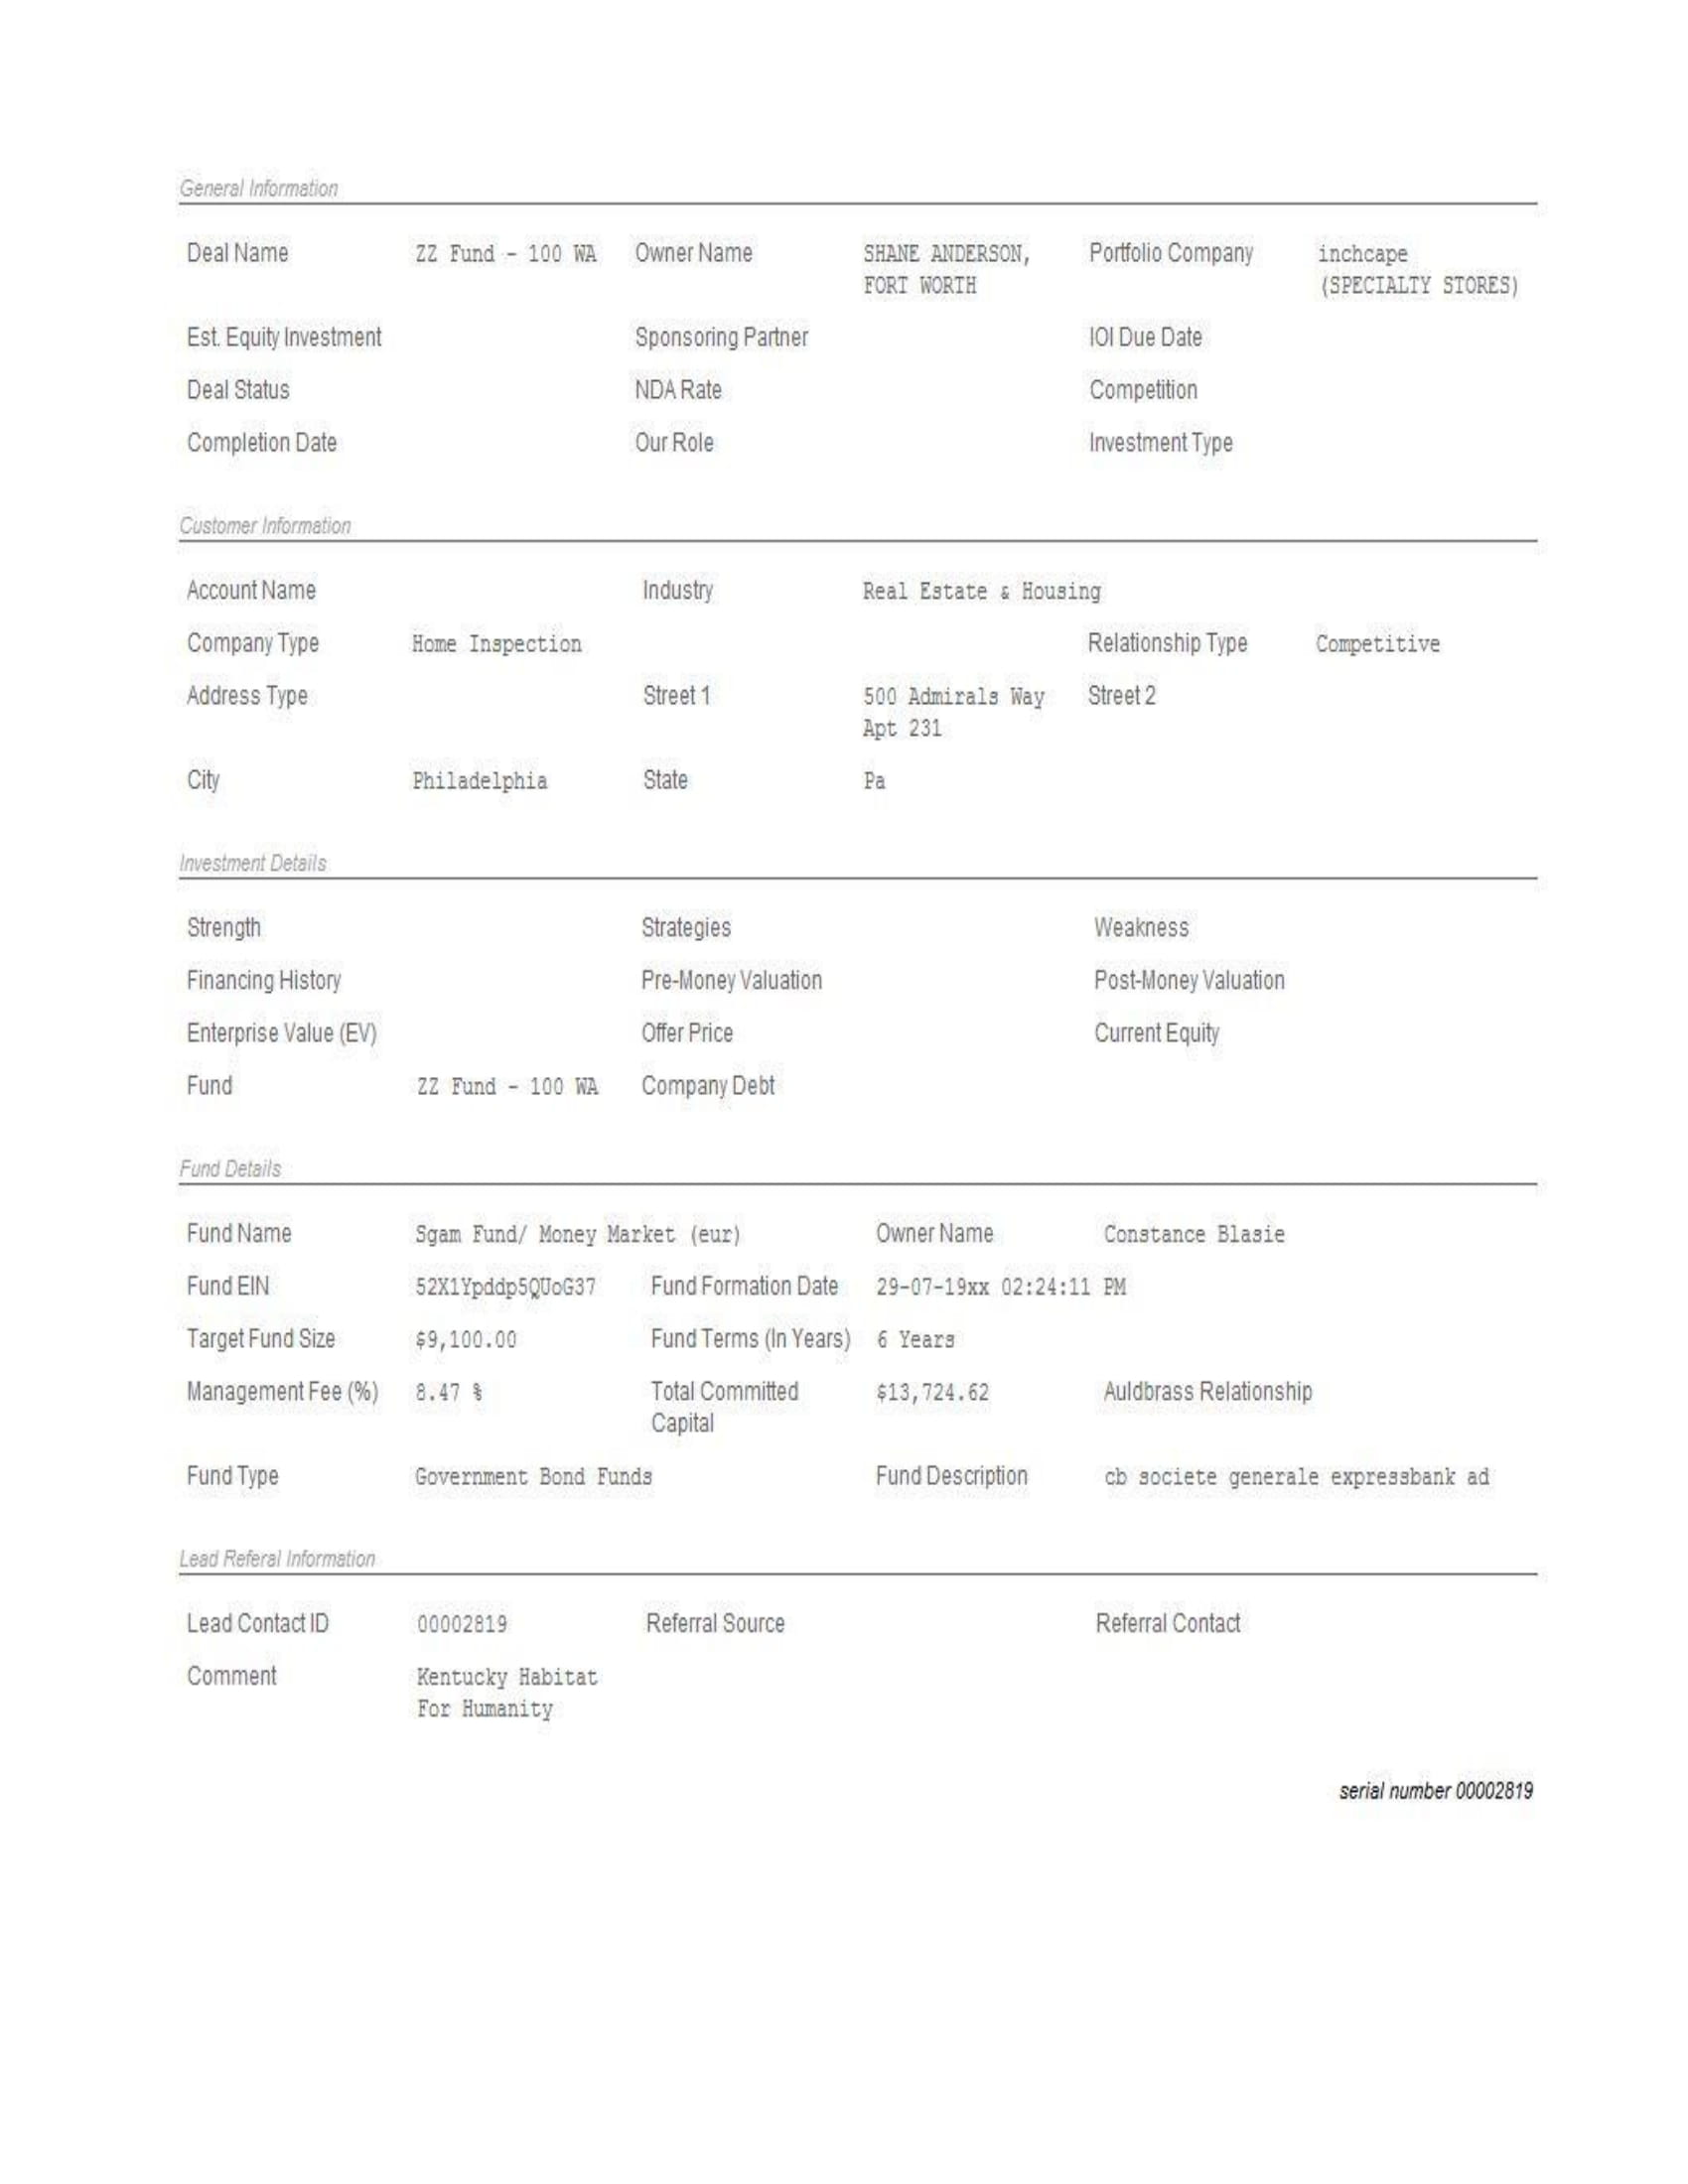 General Information
Deal Name ZZ Fund - 100 WA Owner Name SHANE ANDERSON, Portfolio Company inchcape
FORT WORTH (SPECIALTY STORES)
Est. Equity Investment Sponsoring Partner IOI Due Date
Deal Status NDA Rate Competition
Completion Date Our Role Investment Type
Customer Information
Account Name Industry Real Estate & Housing
Company Type Home Inspection Relationship Type Competitive
Address Type Street 1 500 Admirals Way Street 2
Apt 231
City Philadelphia State Pa
Investment Details
Strength Strategies Weakness
Financing History Pre-Money Valuation Post-Money Valuation
Enterprise Value (EV) Offer Price Current Equity
Fund ZZ Fund - 100 WA Company Debt
Fund Details
Fund Name Sgam Fund/ Money Market (eur) Owner Name Constance Blasie
Fund EIN 52X1Ypddp5QUoG37 Fund Formation Date 29-07-19xx 02:24:11 PM
Target Fund Size $9,100.00 Fund Terms (In Years) 6 Years
Management Fee (%) 8.47 % Total Committed $13,724.62 Auldbrass Relationship
Capital
Fund Type Government Bond Funds Fund Description cb societe generale expressbank ad
Lead Referal Information
Lead Contact ID 00002819 Referral Source Referral Contact
Comment Kentucky Habitat
For Humanity
serial number 00002819